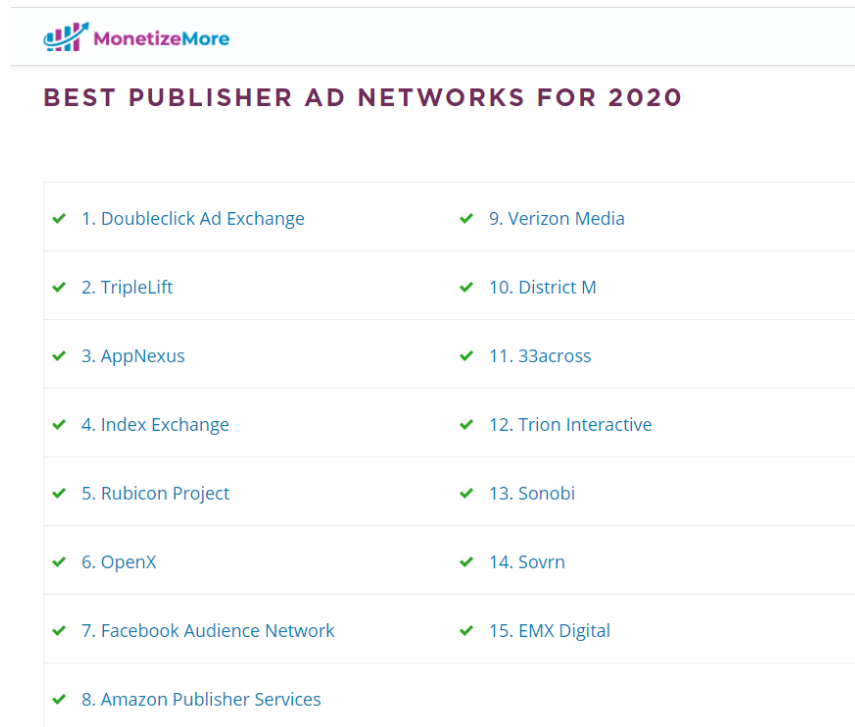 MonetizeMore
BEST PUBLISHER AD NETWORKS FOR 2020
1. Doubleclick Ad Exchange
2. TripleLift
3. AppNexus
4. Index Exchange
5. Rubicon Project
6. OpenX
7. Facebook Audience Network
8. Amazon Publisher Services
9. Verizon Media
10. District M
11. 33across
12. Trion Interactive
13. Sonobi
14. Sovrn
15. EMX Digital